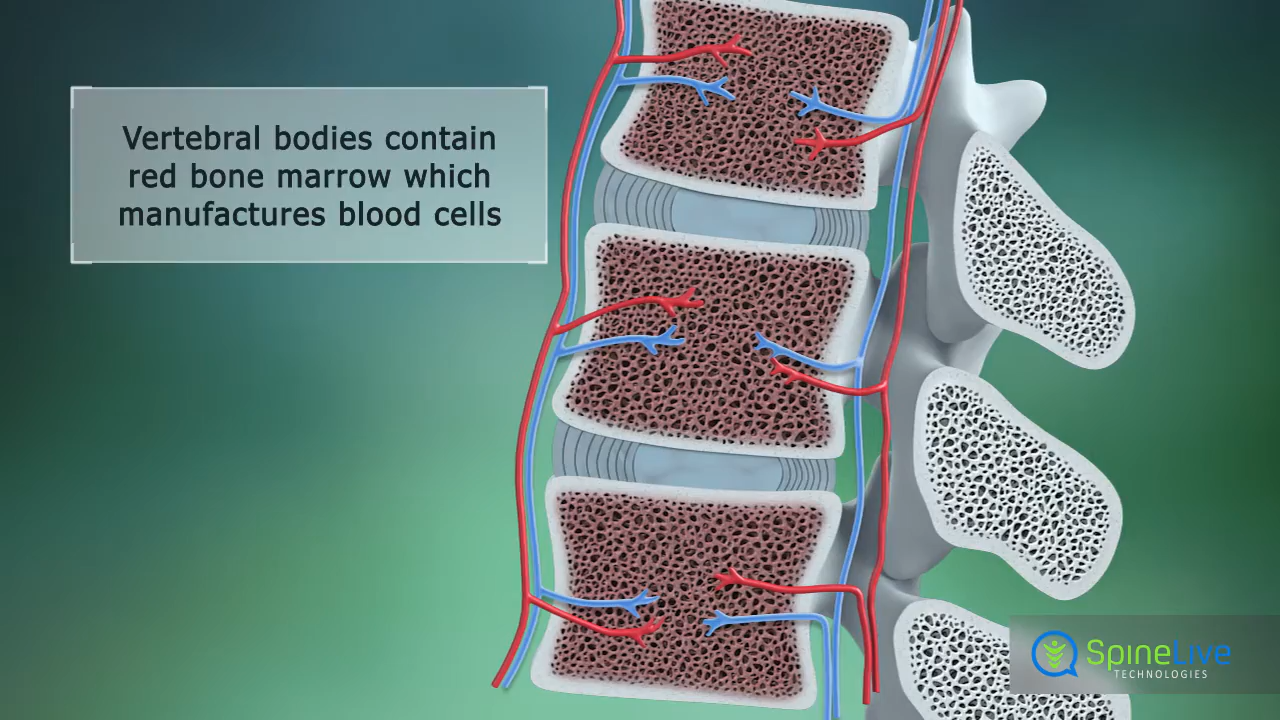 Vertebral bodies contain
red bone marrow which
manufactures blood cells
SpineLive
TECHNOLOGIES